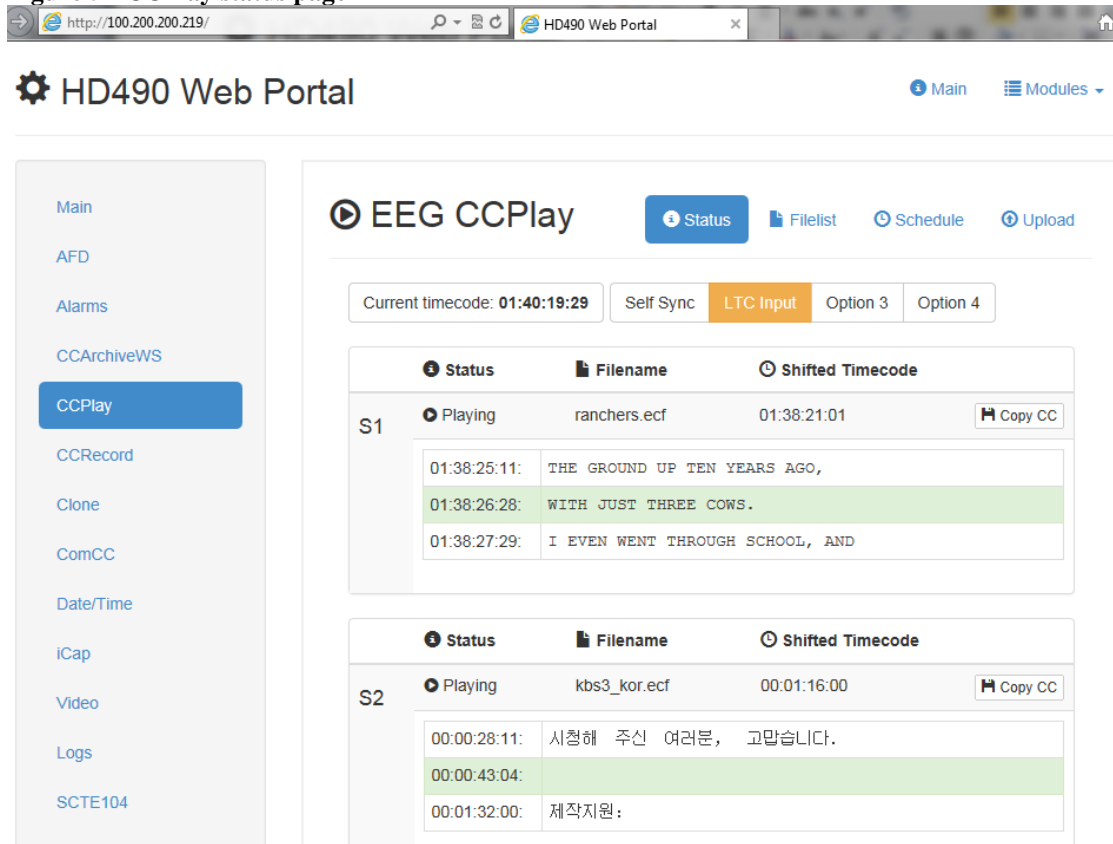 http://100.200.200.219/
HD490 Web Portal
HD490 Web Portal
Main
Modules
Main
AFD
Alarms
CCArchiveWS
CCPlay
CCRecord
Clone
ComCC
Date/Time
iCap
Video
Logs
SCTE104
EEG CCPlay
Status
Filelist
Schedule
Upload
Current timecode: 01:40:19:29
Self Sync
LTC Input
Option 3
Option 4
Status Filename Shifted Timecode
S1
Playing ranchers.ecf 01:38:21:01 Copy CC
01:38:25:11: THE GROUND UP TEN YEARS AGO,
01:38:26:28: WITH JUST THREE COWS.
01:38:27:29: I EVEN WENT THROUGH SCHOOL, AND
Status Filename Shifted Timecode
S2
Playing kbs3_kor.ecf 00:01:16:00 Copy CC
00:00:28:11: 시청해 주신 여러분, 고맙습니다.
00:00:43:04:
00:01:32:00: 제작지원: